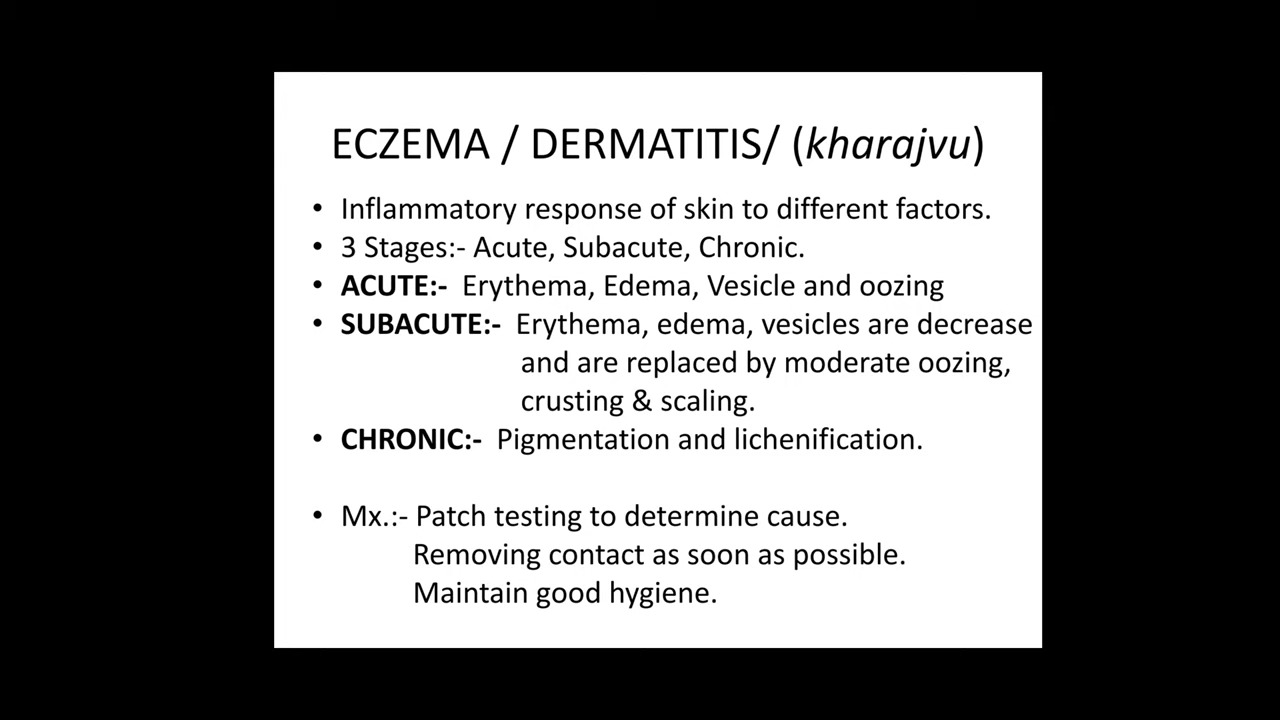 ECZEMA / DERMATITIS/ (kharajvu)
• Inflammatory response of skin to different factors.
• 3 Stages:- Acute, Subacute, Chronic.
• ACUTE:- Erythema, Edema, Vesicle and oozing
• SUBACUTE:- Erythema, edema, vesicles are decrease
and are replaced by moderate oozing,
crusting & scaling.
• CHRONIC:- Pigmentation and lichenification.
• Mx.:- Patch testing to determine cause.
Removing contact as soon as possible.
Maintain good hygiene.